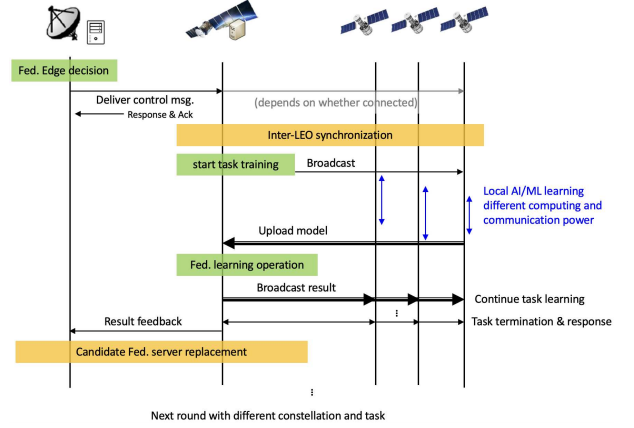 Fed. Edge decision
Deliver control msg.
(depends on whether connected)
Response & Ack
Inter-LEO synchronization
start task training
Broadcast
Local AI/ML learning
different computing and
communication power
Upload model
Fed. learning operation
Broadcast result
Continue task learning
Result feedback
Task termination & response
Candidate Fed. server replacement
Next round with different constellation and task